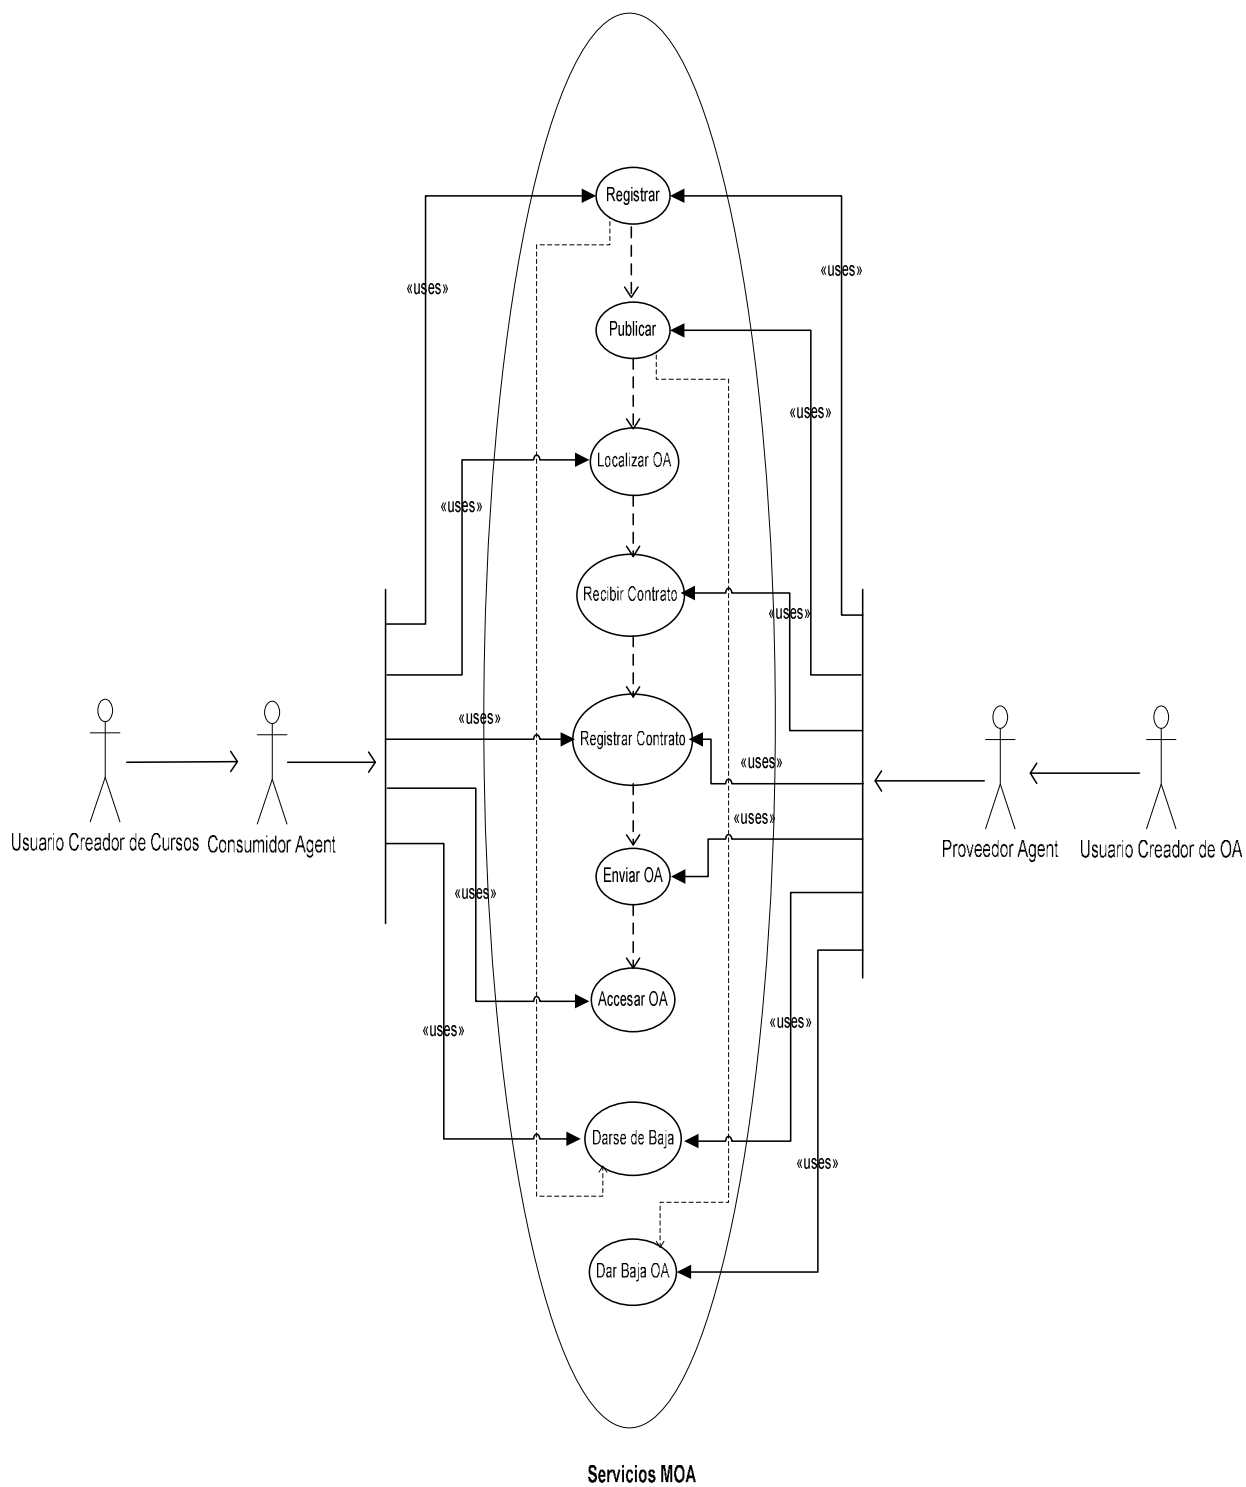 Registrar
«uses»
«uses»
Publicar
«uses»
Localizar OA
«uses»
Recibir Contrato
«uses»
«uses»
Registrar Contrato
«uses»
«uses»
Usuario Creador de Cursos
Consumidor Agent
Proveedor Agent
Usuario Creador de OA
Enviar OA
«uses»
Accesar OA
«uses»
«uses»
Darse de Baja
«uses»
Dar Baja OA
Servicios MOA